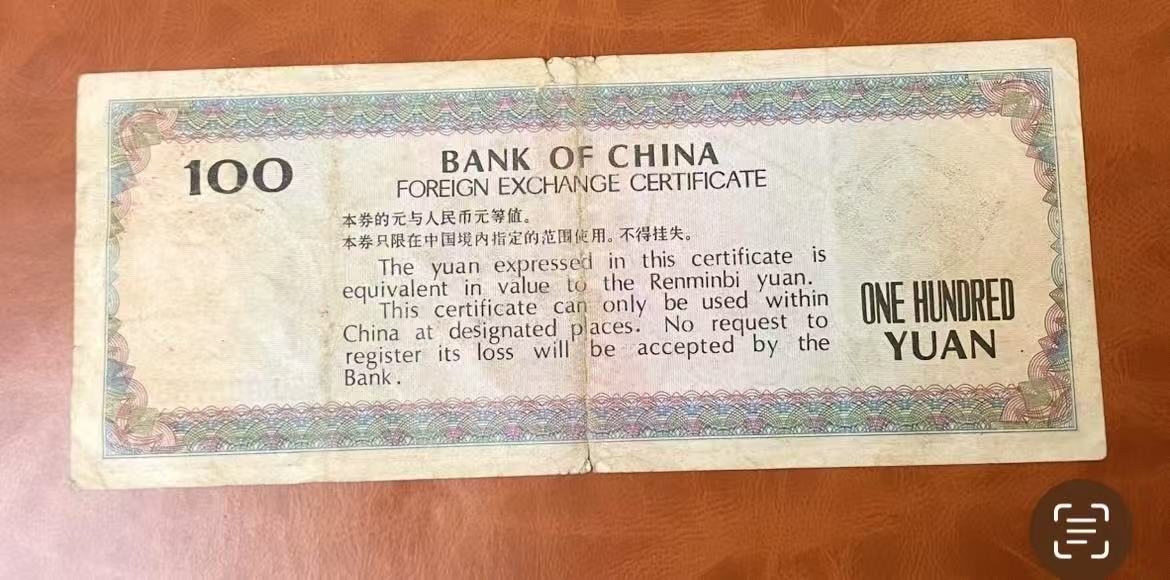 100
BANK OF CHINA
FOREIGN EXCHANGE CERTIFICATE
本券的元与人民币元等值。
本券只限在中国境内指定的范围使用。不得挂失。
The yuan expressed in this certificate is
equivalent in value to the Renminbi yuan.
This certificate can only be used within
China at designated places. No request to
register its loss will be accepted by the
Bank.
ONE HUNDRED
YUAN